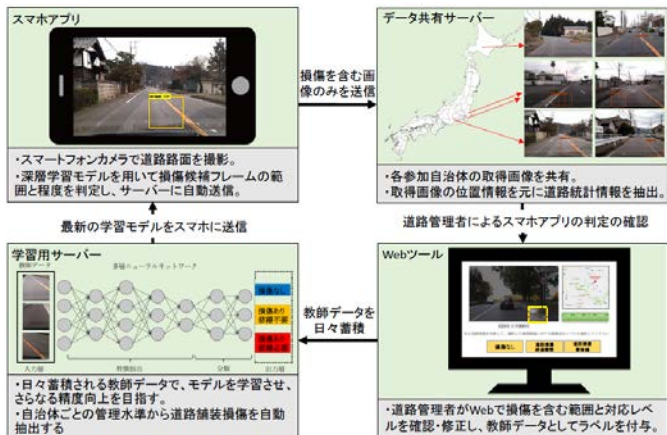 スマホアプリ
・スマートフォンカメラで道路路面を撮影。
・深層学習モデルを用いて損傷候補フレームの範
囲と程度を判定し、サーバーに自動送信。
損傷を含む画
像のみを送信
データ共有サーバー
・各参加自治体の取得画像を共有。
・取得画像の位置情報を元に道路統計情報を抽出。
最新の学習モデルをスマホに送信
道路管理者によるスマホアプリの判定の確認
学習用サーバー
教師データ
多層ニューラルネットワーク
損傷なし
損傷あり
修繕不要
損傷あり
入力層
特徴抽出
分類
出力層
・日々蓄積される教師データで、モデルを学習させ、
さらなる精度向上を目指す。
・自治体ごとの管理水準から道路舗装損傷を自動
抽出する
教師データを
日々蓄積
Webツール
損傷なし
・道路管理者がWebで損傷を含む範囲と対応レベ
ルを確認・修正し、教師データとしてラベルを付与。